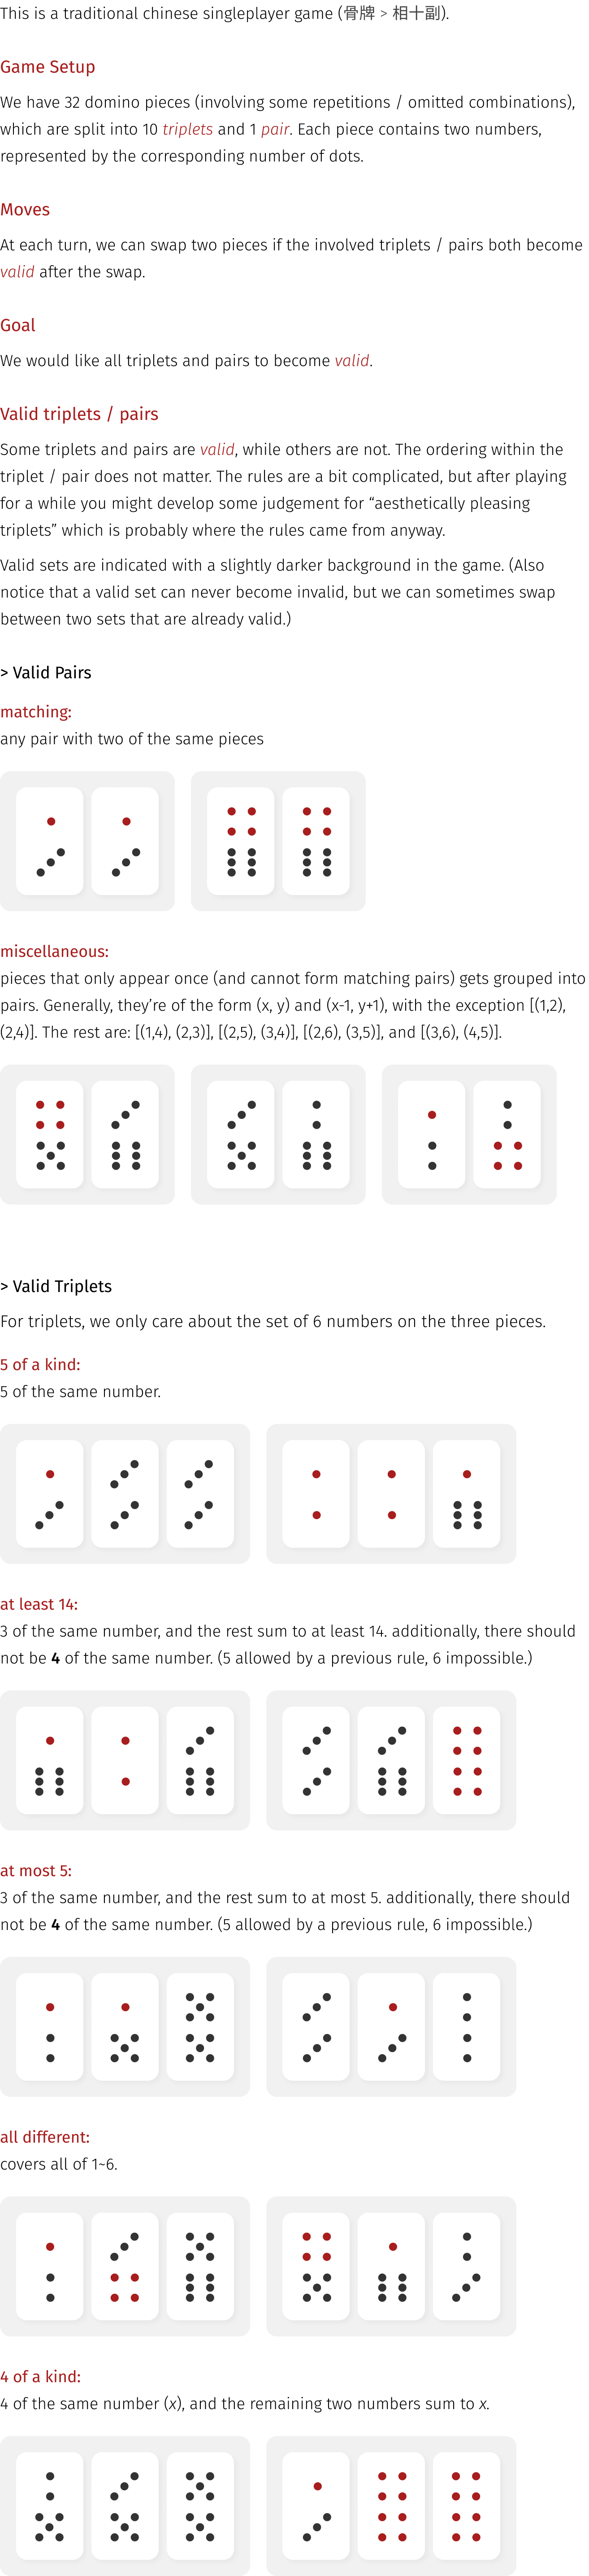 This is a traditional chinese singleplayer game (骨牌 > 相十副).
Game Setup
We have 32 domino pieces (involving some repetitions / omitted combinations),
which are split into 10 triplets and 1 pair. Each piece contains two numbers,
represented by the corresponding number of dots.
Moves
At each turn, we can swap two pieces if the involved triplets / pairs both become
valid after the swap.
Goal
We would like all triplets and pairs to become valid.
Valid triplets / pairs
Some triplets and pairs are valid, while others are not. The ordering within the
triplet / pair does not matter. The rules are a bit complicated, but after playing
for a while you might develop some judgement for “aesthetically pleasing
triplets” which is probably where the rules came from anyway.
Valid sets are indicated with a slightly darker background in the game. (Also
notice that a valid set can never become invalid, but we can sometimes swap
between two sets that are already valid.)
> Valid Pairs
matching:
any pair with two of the same pieces
miscellaneous:
pieces that only appear once (and cannot form matching pairs) gets grouped into
pairs. Generally, they’re of the form (x, y) and (x-1, y+1), with the exception [(1,2),
(2,4)]. The rest are: [(1,4), (2,3)], [(2,5), (3,4)], [(2,6), (3,5)], and [(3,6), (4,5)].
> Valid Triplets
For triplets, we only care about the set of 6 numbers on the three pieces.
5 of a kind:
5 of the same number.
at least 14:
3 of the same number, and the rest sum to at least 14. additionally, there should
not be 4 of the same number. (5 allowed by a previous rule, 6 impossible.)
at most 5:
3 of the same number, and the rest sum to at most 5. additionally, there should
not be 4 of the same number. (5 allowed by a previous rule, 6 impossible.)
all different:
covers all of 1~6.
4 of a kind:
4 of the same number (x), and the remaining two numbers sum to x.